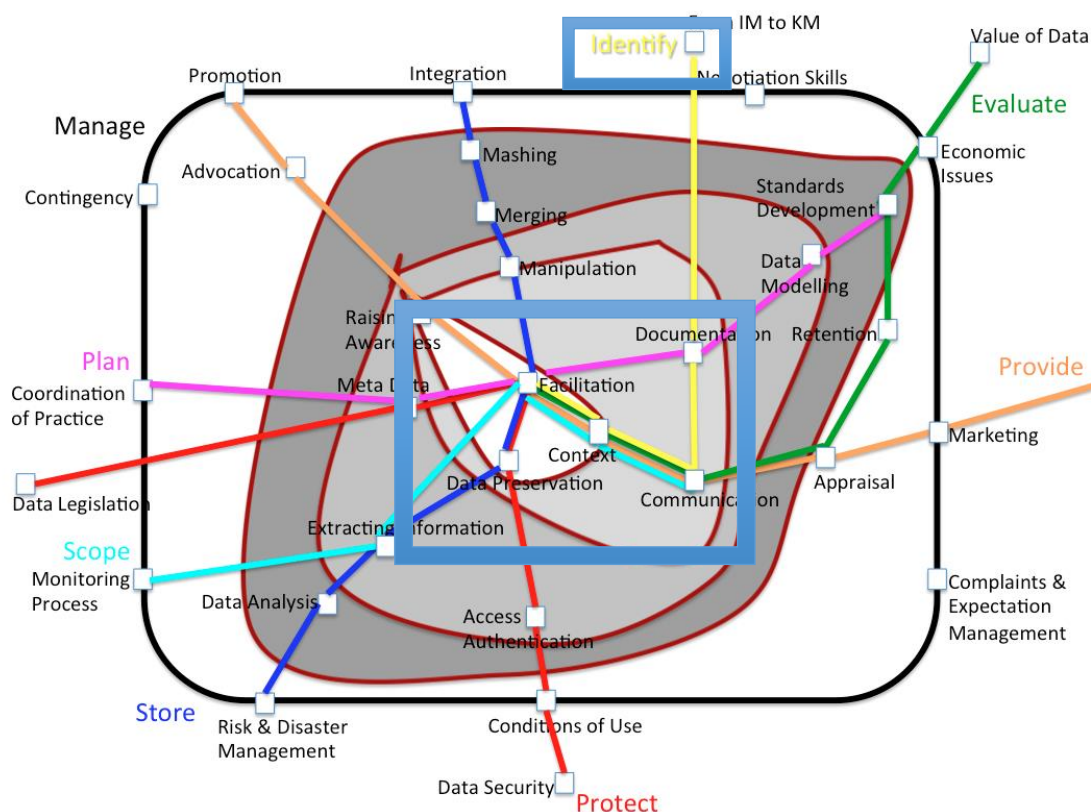 Identify
IM to KM
Value of Data
Promotion
Integration
Negotiation Skills
Evaluate
Manage
Mashing
Economic
Issues
Advocation
Contingency
Standards
Development
Merging
Manipulation
Data
Modelling
Raising
Awareness
Documentation
Retention
Plan
Coordination
of Practice
Meta Data
Facilitation
Provide
Marketing
Context
Data Legislation
Data Preservation
Communication
Appraisal
Extracting Information
Scope
Monitoring
Process
Data Analysis
Access
Authentication
Complaints &
Expectation
Management
Store
Risk & Disaster
Management
Conditions of Use
Data Security
Protect